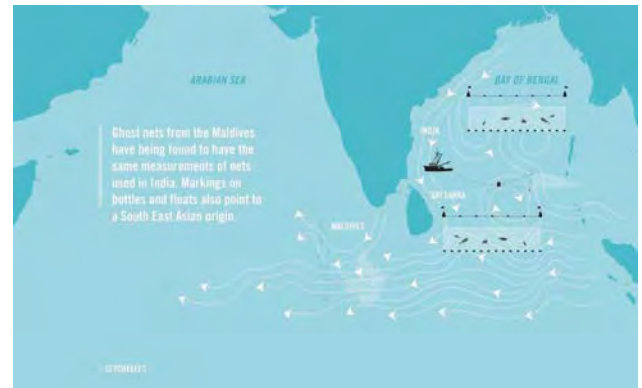 ARABIAN SEA
BAY OF BENGAL
Ghost nets from the Maldives
have being found to have the
same measurements of nets
used in India. Markings on
bottles and floats also point to
a South East Asian origin.
INDIA
SRI LANKA
MALDIVES
SEYCHELLES